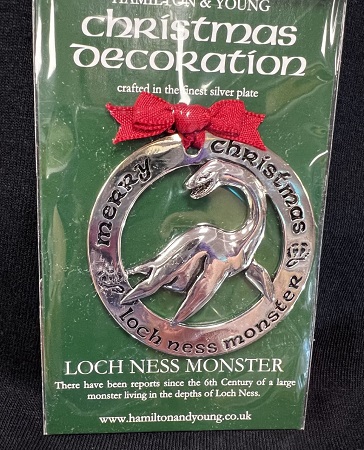 HAMILTON & YOUNG
christmas
decoration
crafted in the finest silver plate
merry christmas
loch ness monster
LOCH NESS MONSTER
There have been reports since the 6th Century of a large
monster living in the depths of Loch Ness.
www.hamiltonandyoung.co.uk